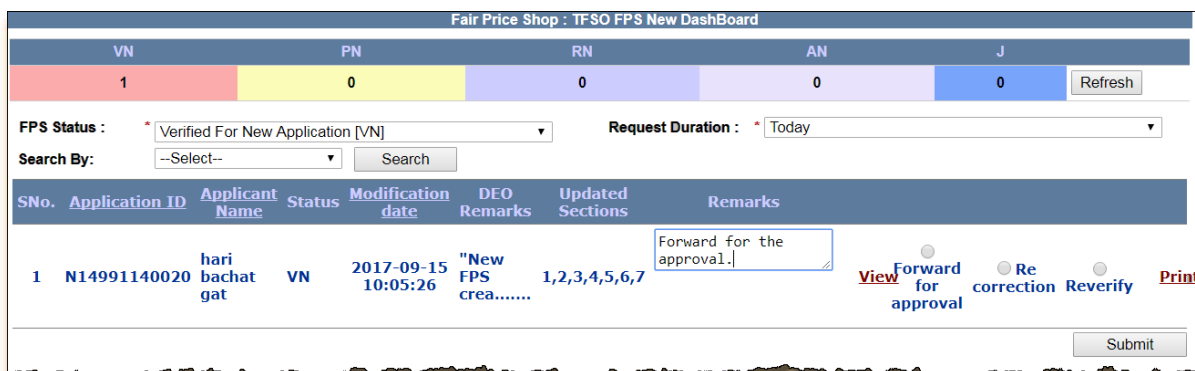 Fair Price Shop : TFSO FPS New DashBoard
VN PN RN AN J
1 0 0 0 0 Refresh
FPS Status : * Verified For New Application [VN] Request Duration : * Today
Search By: --Select-- Search
SNo. Application ID Applicant Name Status Modification date DEO Remarks Updated Sections Remarks
1 N14991140020 hari bachat gat VN 2017-09-15 10:05:26 "New FPS crea....... 1,2,3,4,5,6,7 Forward for the approval. View Forward for approval Re correction Reverify Print
Submit